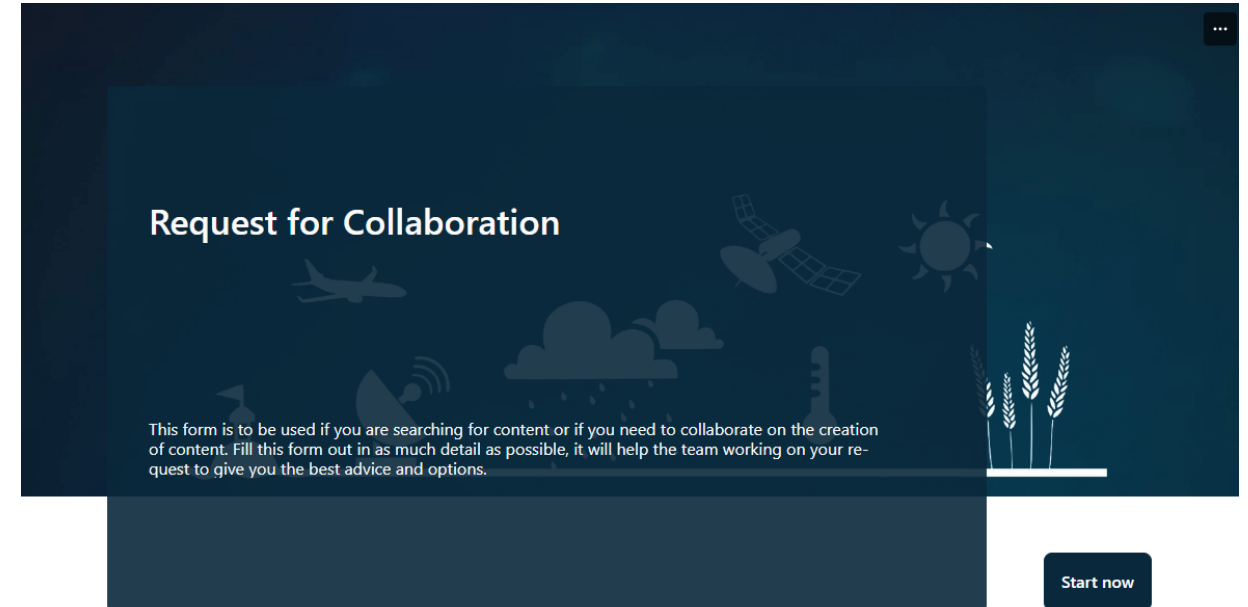 Request for Collaboration
This form is to be used if you are searching for content or if you need to collaborate on the creation
of content. Fill this form out in as much detail as possible, it will help the team working on your re-
quest to give you the best advice and options.
Start now